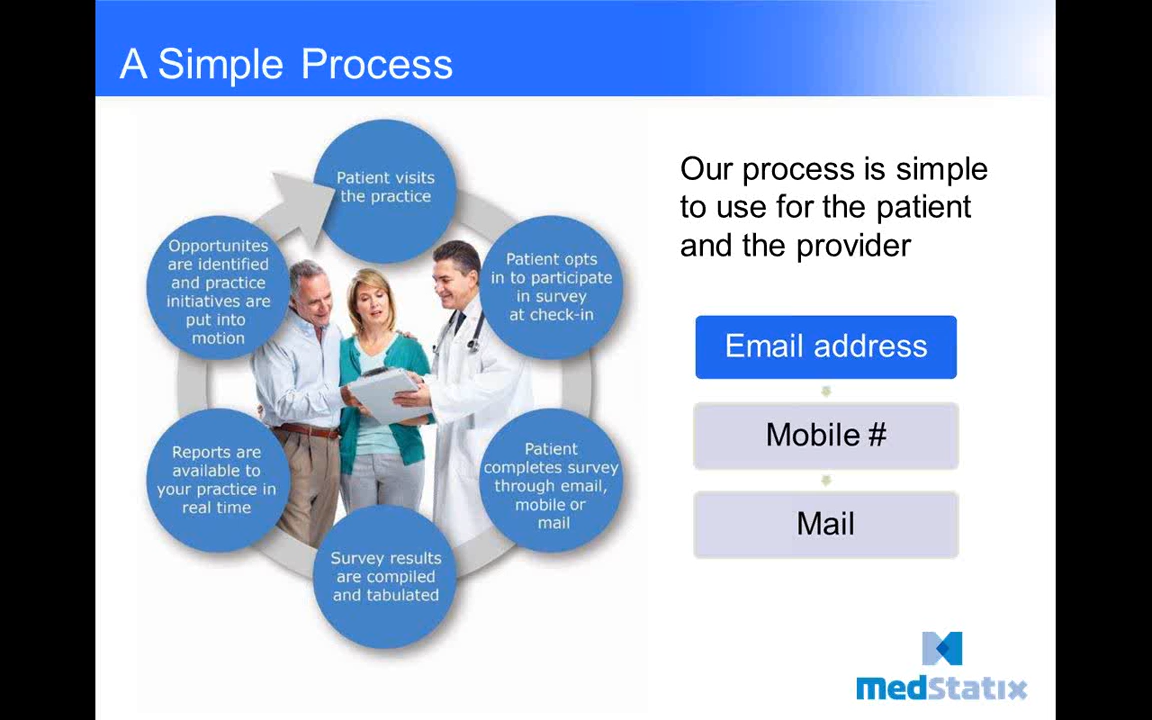 A Simple Process
Patient visits
the practice
Patient opts
in to participate
in survey
at check-in
Patient
completes survey
through email,
mobile or
mail
Survey results
are compiled
and tabulated
Reports are
available to
your practice in
real time
Opportunites
are identified
and practice
initiatives are
put into
motion
Our process is simple
to use for the patient
and the provider
Email address
Mobile #
Mail
medStatix